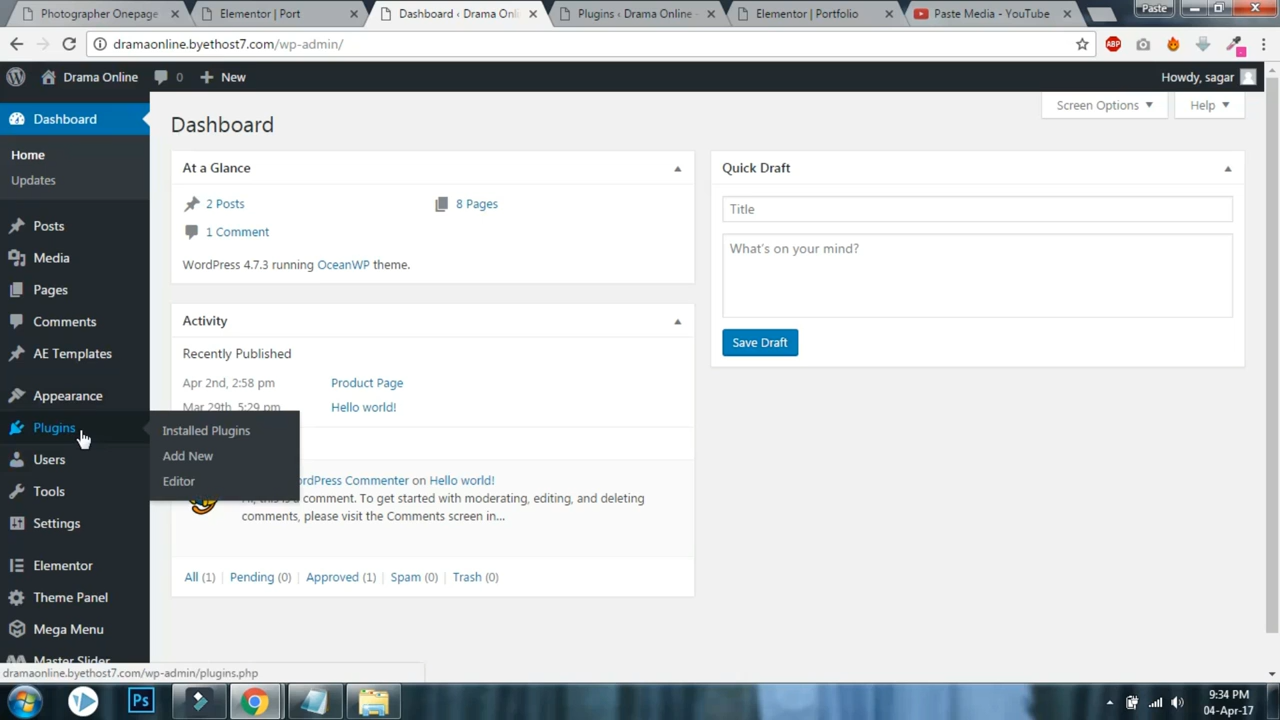 Photographer Onepage
Elementor | Port
Dashboard ‹ Drama Onli
Plugins ‹ Drama Online -
Elementor | Portfolio
Paste Media - YouTube
Paste
dramaonline.byethost7.com/wp-admin/
ABP
Drama Online
0
New
Howdy, sagar
Dashboard
Home
Updates
Posts
Media
Pages
Comments
AE Templates
Appearance
Plugins
Users
Tools
Settings
Elementor
Theme Panel
Mega Menu
Master Slider
Installed Plugins
Add New
Editor
Screen Options
Help
Dashboard
At a Glance
2 Posts
8 Pages
1 Comment
WordPress 4.7.3 running OceanWP theme.
Activity
Recently Published
Apr 2nd, 2:58 pm Product Page
Mar 29th, 5:29 pm Hello world!
Commenter on Hello world!
Hi, this is a comment. To get started with moderating, editing, and deleting
comments, please visit the Comments screen in...
All (1) Pending (0) Approved (1) Spam (0) Trash (0)
Quick Draft
Title
What's on your mind?
Save Draft
dramaonline.byethost7.com/wp-admin/plugins.php
Ps
9:34 PM
04-Apr-17